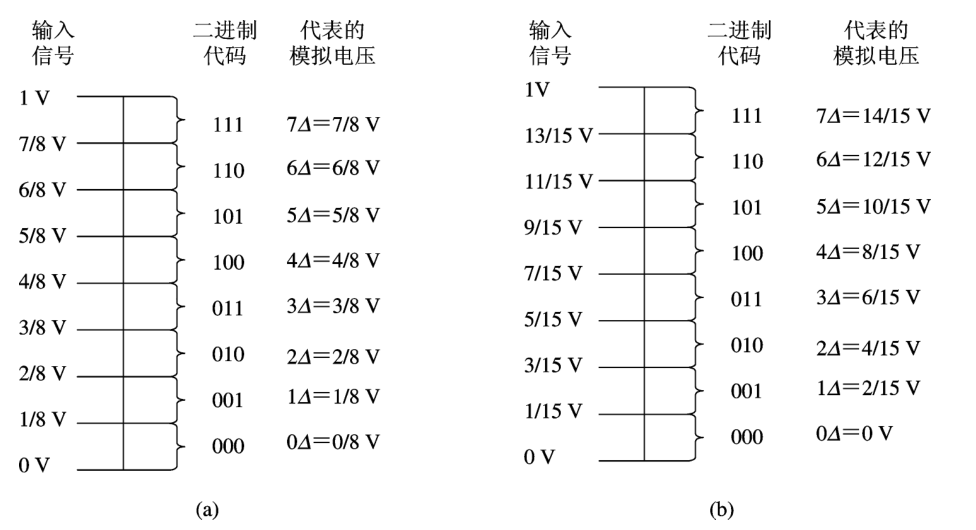 输入
信号
二进制
代码
代表的
模拟电压
1 V
7/8 V
6/8 V
5/8 V
4/8 V
3/8 V
2/8 V
1/8 V
0 V
111
110
101
100
011
010
001
000
7Δ=7/8 V
6Δ=6/8 V
5Δ=5/8 V
4Δ=4/8 V
3Δ=3/8 V
2Δ=2/8 V
1Δ=1/8 V
0Δ=0/8 V
(a)
输入
信号
二进制
代码
代表的
模拟电压
1V
13/15 V
11/15 V
9/15 V
7/15 V
5/15 V
3/15 V
1/15 V
0 V
111
110
101
100
011
010
001
000
7Δ=14/15 V
6Δ=12/15 V
5Δ=10/15 V
4Δ=8/15 V
3Δ=6/15 V
2Δ=4/15 V
1Δ=2/15 V
0Δ=0 V
(b)